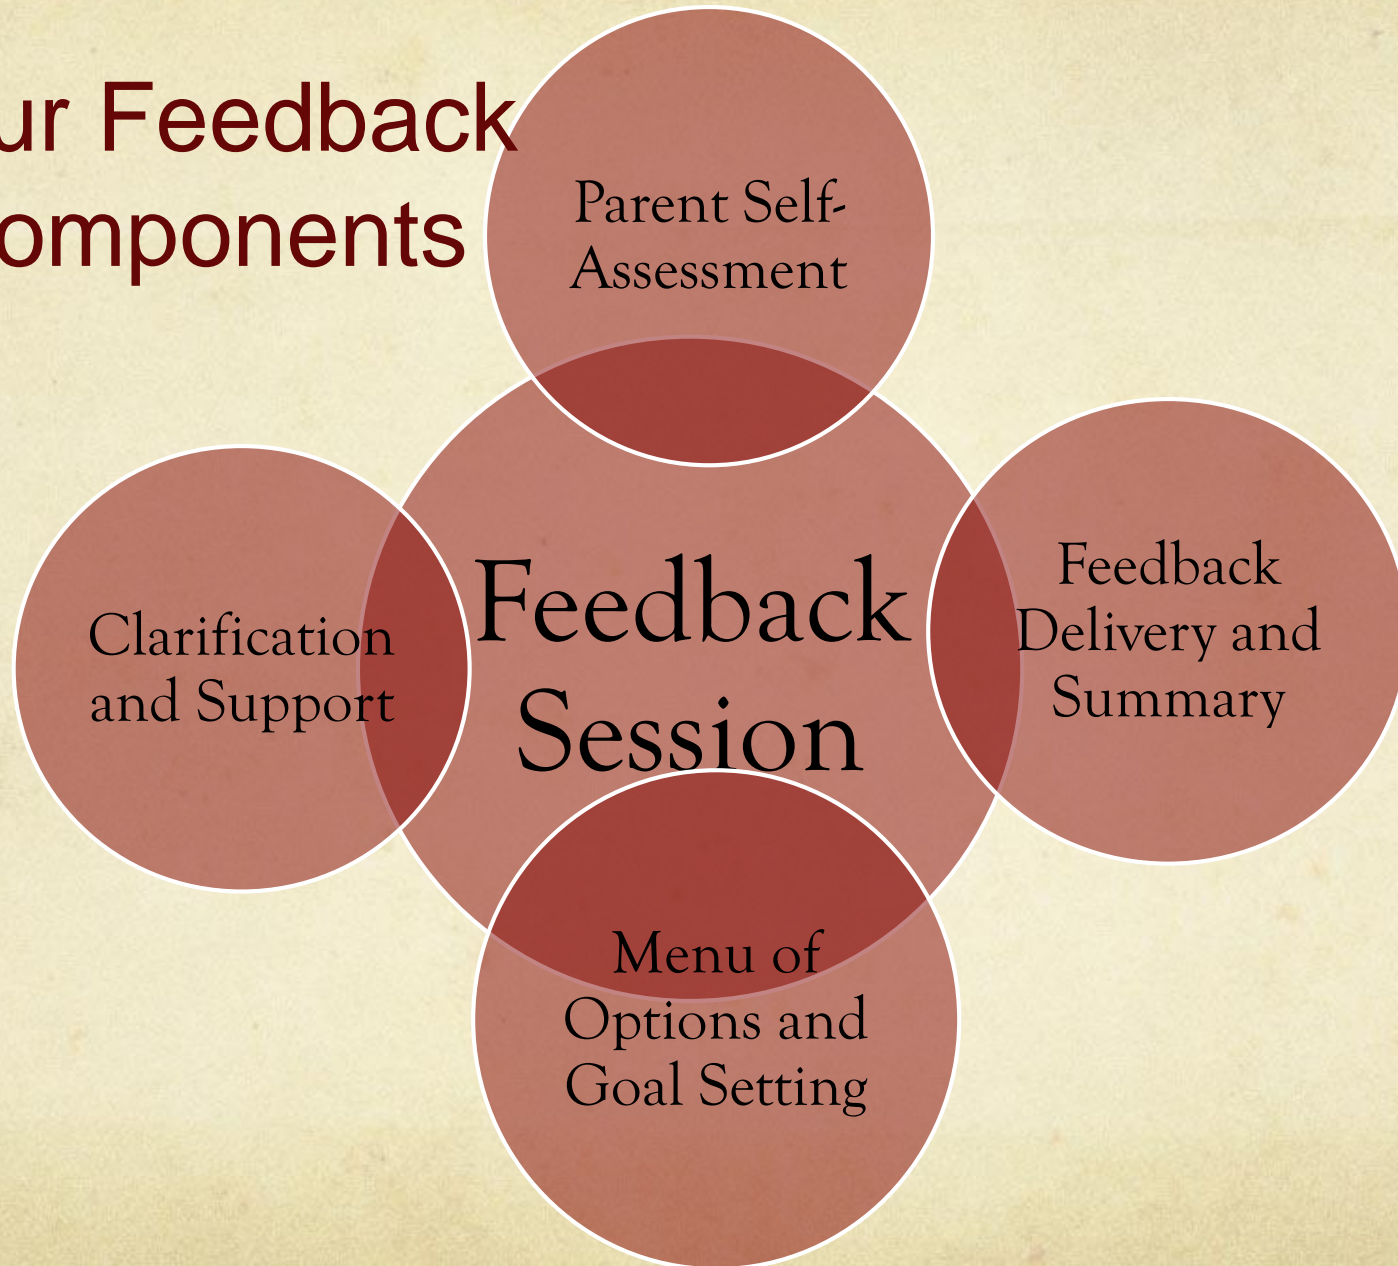 ur Feedback
omponents
Parent Self-
Assessment
Feedback
Delivery and
Summary
Feedback
Session
Clarification
and Support
Menu of
Options and
Goal Setting